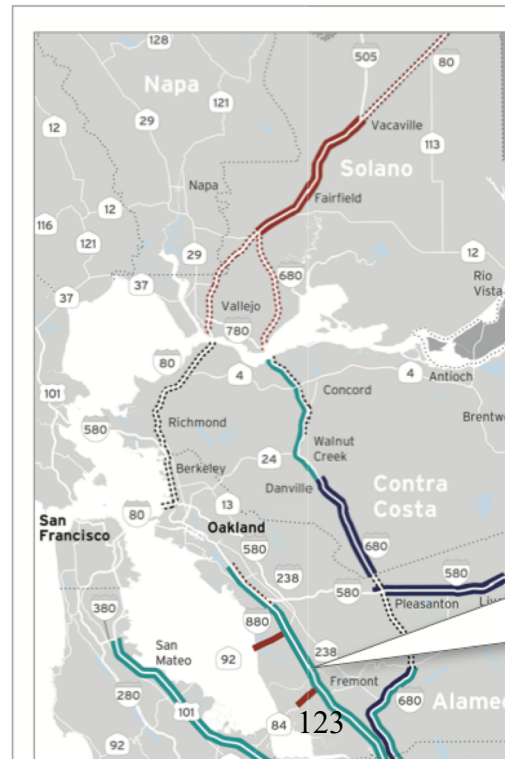 128
505
80
Napa
121
29
Vacaville
12
113
Solano
Napa
Fairfield
12
116
121
29
12
680
Rio
Vista
37
37
Vallejo
780
80
4
4
Antioch
101
Concord
Richmond
Brentw
580
Walnut
Creek
24
Berkeley
Danville
Contra
Costa
13
80
San
Francisco
Oakland
580
680
238
580
580
Pleasanton
Liv
380
880
San
Mateo
92
238
Fremont
280
101
680
Alamed
84
123
92